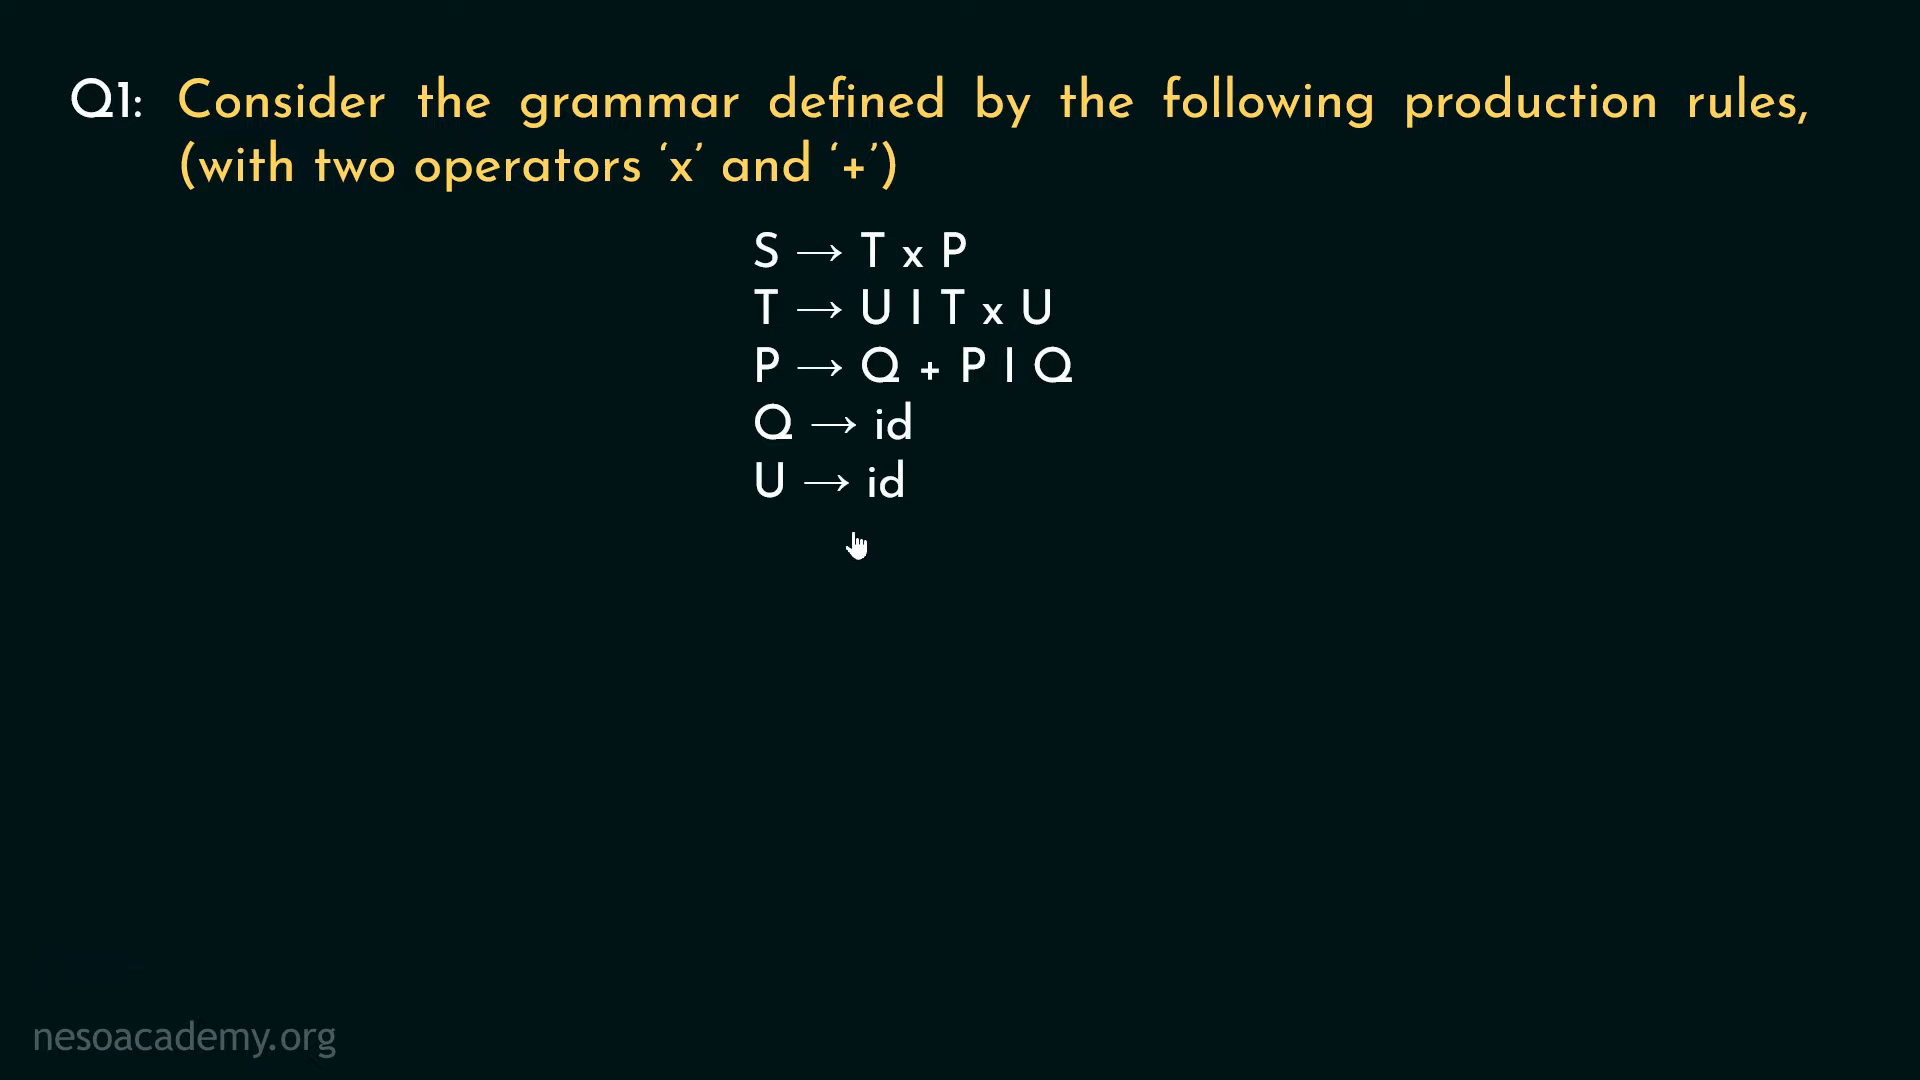 Q1: Consider the grammar defined by the following production rules,
(with two operators ‘x’ and ‘+’)
S → T x P
T → U | T x U
P → Q + P | Q
Q → id
U → id
nesoacademy.org